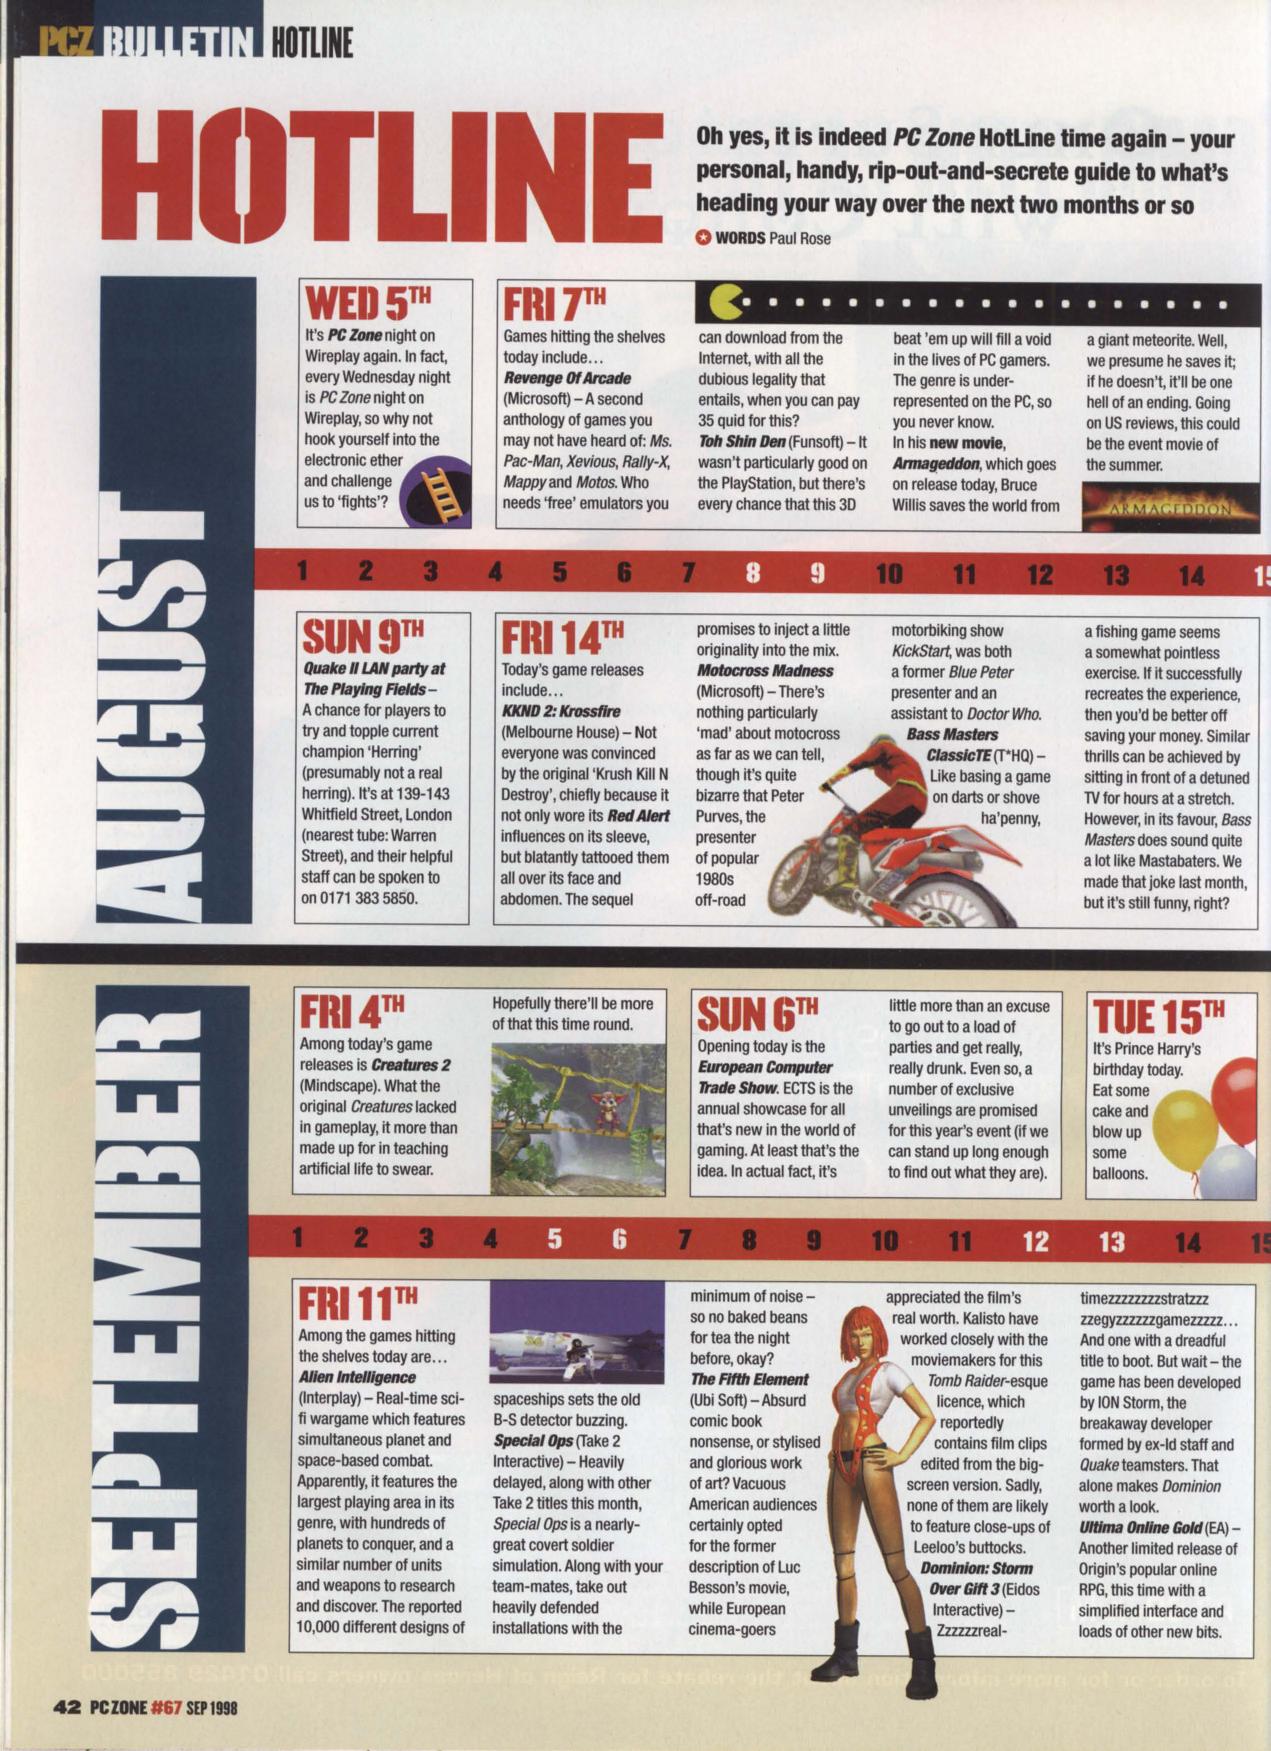 PCZ BULLETIN HOTLINE
HOTLINE
Oh yes, it is indeed PC Zone HotLine time again – your
personal, handy, rip-out-and-secrete guide to what's
heading your way over the next two months or so
WORDS Paul Rose
AUGUST
WED 5TH
It's PC Zone night on
Wireplay again. In fact,
every Wednesday night
is PC Zone night on
Wireplay, so why not
hook yourself into the
electronic ether
and challenge
us to 'fights'?
FRI 7TH
Games hitting the shelves
today include…
Revenge Of Arcade
(Microsoft) – A second
anthology of games you
may not have heard of: Ms.
Pac-Man, Xevious, Rally-X,
Mappy and Motos. Who
needs 'free' emulators you
can download from the
Internet, with all the
dubious legality that
entails, when you can pay
35 quid for this?
Toh Shin Den (Funsoft) – It
wasn't particularly good on
the PlayStation, but there's
every chance that this 3D
beat 'em up will fill a void
in the lives of PC gamers.
The genre is under-
represented on the PC, so
you never know.
In his new movie,
Armageddon, which goes
on release today, Bruce
Willis saves the world from
a giant meteorite. Well,
we presume he saves it;
if he doesn't, it'll be one
hell of an ending. Going
on US reviews, this could
be the event movie of
the summer.
ARMAGEDDON
1 2 3 4 5 6 7 8 9 10 11 12 13 14 15
SUN 9TH
Quake II LAN party at
The Playing Fields –
A chance for players to
try and topple current
champion 'Herring'
(presumably not a real
herring). It's at 139-143
Whitfield Street, London
(nearest tube: Warren
Street), and their helpful
staff can be spoken to
on 0171 383 5850.
FRI 14TH
Today's game releases
include…
KKND 2: Krossfire
(Melbourne House) – Not
everyone was convinced
by the original 'Krush Kill N
Destroy', chiefly because it
not only wore its Red Alert
influences on its sleeve,
but blatantly tattooed them
all over its face and
abdomen. The sequel
promises to inject a little
originality into the mix.
Motocross Madness
(Microsoft) – There's
nothing particularly
'mad' about motocross
as far as we can tell,
though it's quite
bizarre that Peter
Purves, the
presenter
of popular
1980s
off-road
motorbiking show
KickStart, was both
a former Blue Peter
presenter and an
assistant to Doctor Who.
Bass Masters
ClassicTE (T*HQ) –
Like basing a game
on darts or shove
ha'penny,
a fishing game seems
a somewhat pointless
exercise. If it successfully
recreates the experience,
then you'd be better off
saving your money. Similar
thrills can be achieved by
sitting in front of a detuned
TV for hours at a stretch.
However, in its favour, Bass
Masters does sound quite
a lot like Mastabaters. We
made that joke last month,
but it's still funny, right?
SEPTEMBER
FRI 4TH
Among today's game
releases is Creatures 2
(Mindscape). What the
original Creatures lacked
in gameplay, it more than
made up for in teaching
artificial life to swear.
Hopefully there'll be more
of that this time round.
SUN 6TH
Opening today is the
European Computer
Trade Show. ECTS is the
annual showcase for all
that's new in the world of
gaming. At least that's the
idea. In actual fact, it's
little more than an excuse
to go out to a load of
parties and get really,
really drunk. Even so, a
number of exclusive
unveilings are promised
for this year's event (if we
can stand up long enough
to find out what they are).
TUE 15TH
It's Prince Harry's
birthday today.
Eat some
cake and
blow up
some
balloons.
1 2 3 4 5 6 7 8 9 10 11 12 13 14 15
FRI 11TH
Among the games hitting
the shelves today are…
Alien Intelligence
(Interplay) – Real-time sci-
fi wargame which features
simultaneous planet and
space-based combat.
Apparently, it features the
largest playing area in its
genre, with hundreds of
planets to conquer, and a
similar number of units
and weapons to research
and discover. The reported
10,000 different designs of
spaceships sets the old
B-S detector buzzing.
Special Ops (Take 2
Interactive) – Heavily
delayed, along with other
Take 2 titles this month,
Special Ops is a nearly-
great covert soldier
simulation. Along with your
team-mates, take out
heavily defended
installations with the
minimum of noise –
so no baked beans
for tea the night
before, okay?
The Fifth Element
(Ubi Soft) – Absurd
comic book
nonsense, or stylised
and glorious work
of art? Vacuous
American audiences
certainly opted
for the former
description of Luc
Besson's movie,
while European
cinema-goers
appreciated the film's
real worth. Kalisto have
worked closely with the
moviemakers for this
Tomb Raider-esque
licence, which
reportedly
contains film clips
edited from the big-
screen version. Sadly,
none of them are likely
to feature close-ups of
Leeloo's buttocks.
Dominion: Storm
Over Gift 3 (Eidos
Interactive) –
Zzzzzzreal-
timezzzzzzzzstratzzz
zzegyzzzzzzgamezzzzz…
And one with a dreadful
title to boot. But wait – the
game has been developed
by ION Storm, the
breakaway developer
formed by ex-Id staff and
Quake teamsters. That
alone makes Dominion
worth a look.
Ultima Online Gold (EA) –
Another limited release of
Origin's popular online
RPG, this time with a
simplified interface and
loads of other new bits.
42 PC ZONE #67 SEP 1998